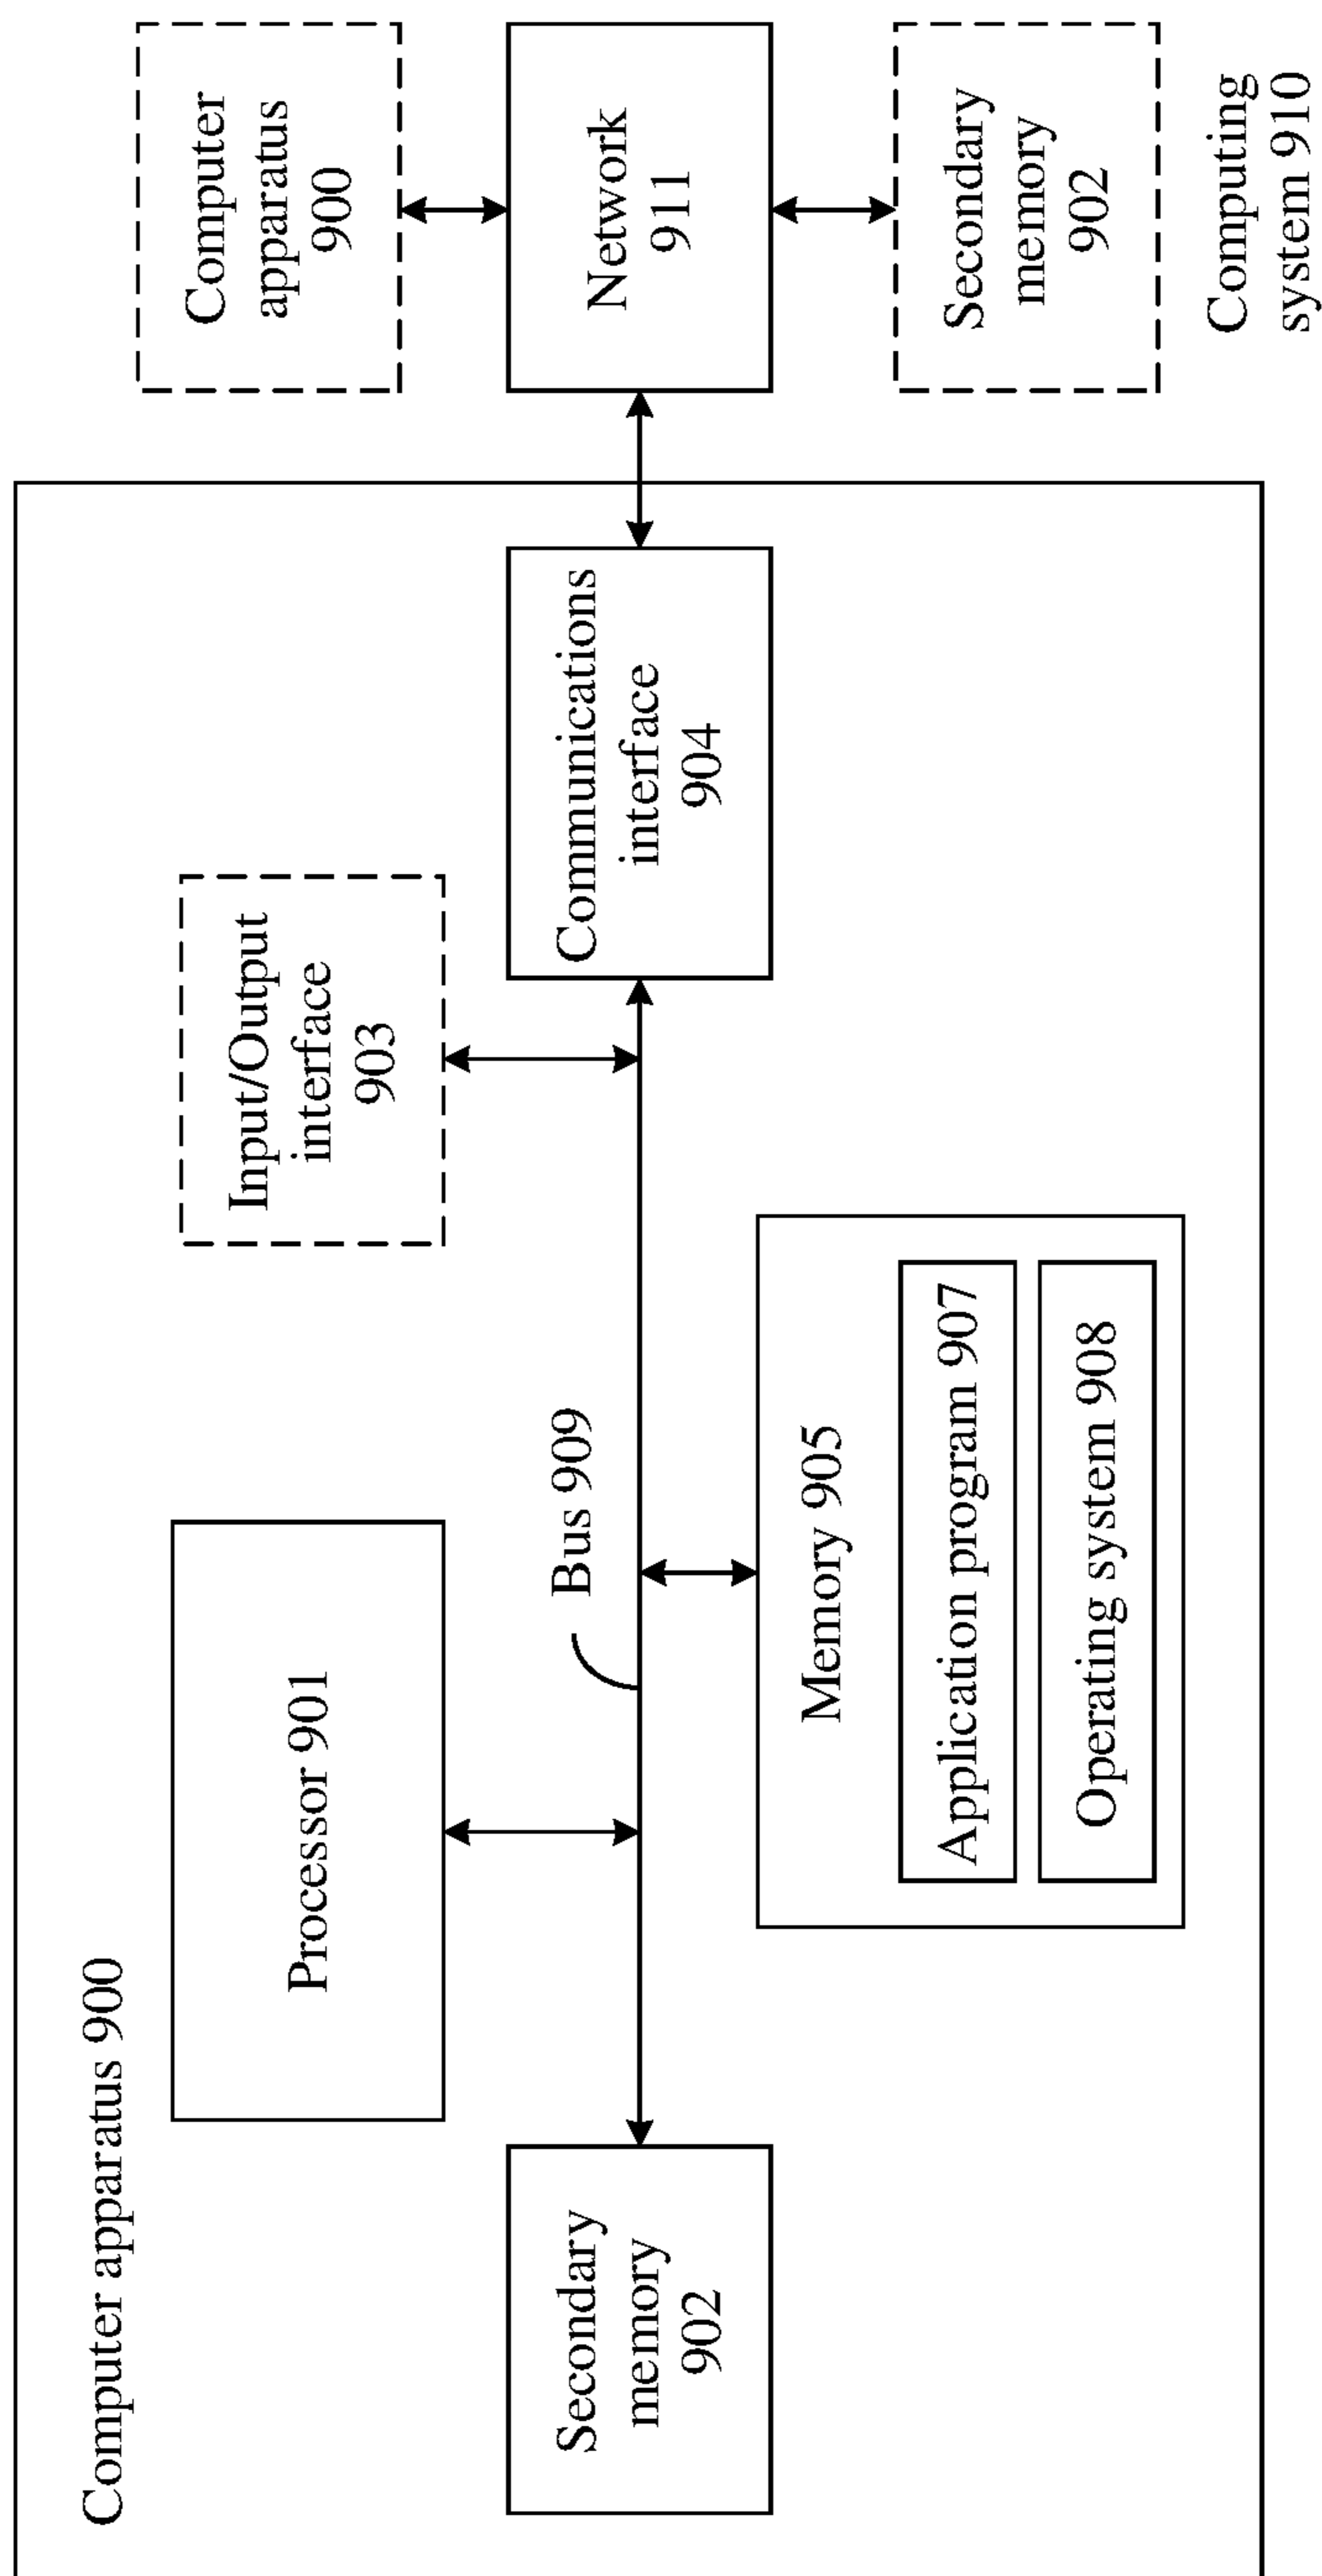 Computer apparatus 900
Processor 901
Input/Output
interface
903
Secondary
memory
902
Bus 909
Communications
interface
904
Memory 905
Application program 907
Operating system 908
Computer
apparatus
900
Network
911
Secondary
memory
902
Computing
system 910